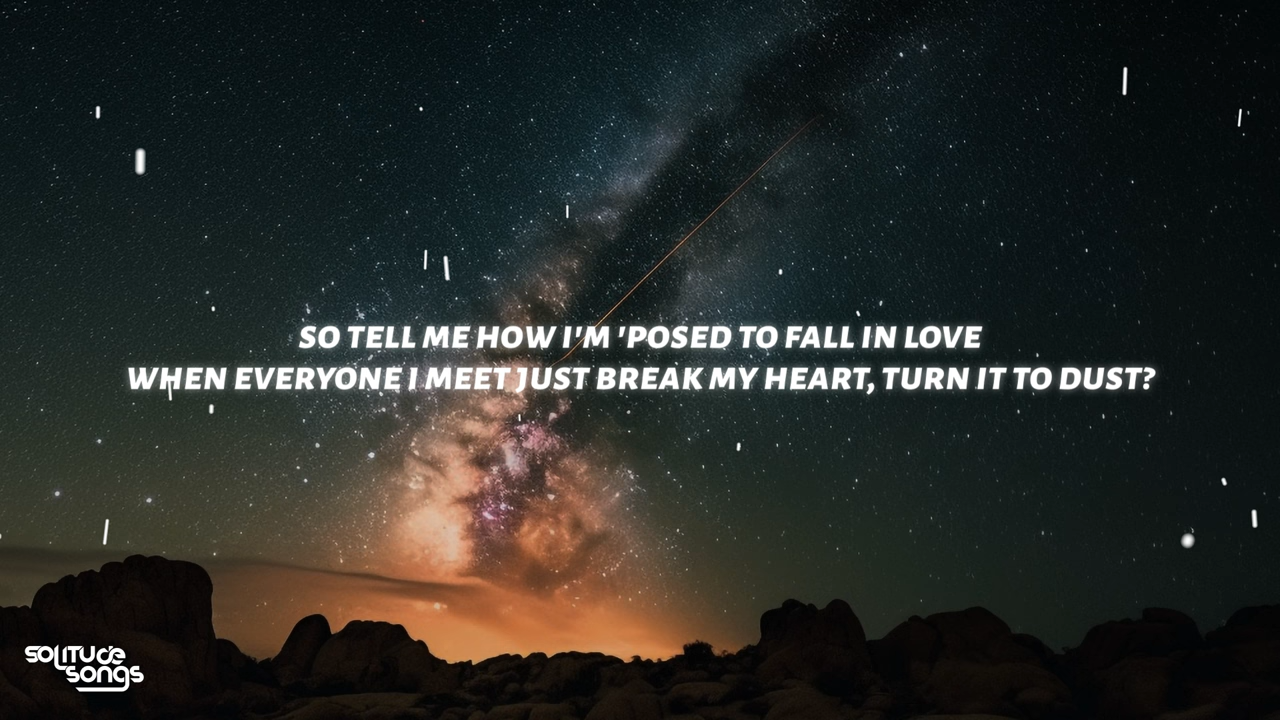 SO TELL ME HOW I'M 'POSED TO FALL IN LOVE
WHEN EVERYONE I MEET JUST BREAK MY HEART, TURN IT TO DUST?
solitude
songs